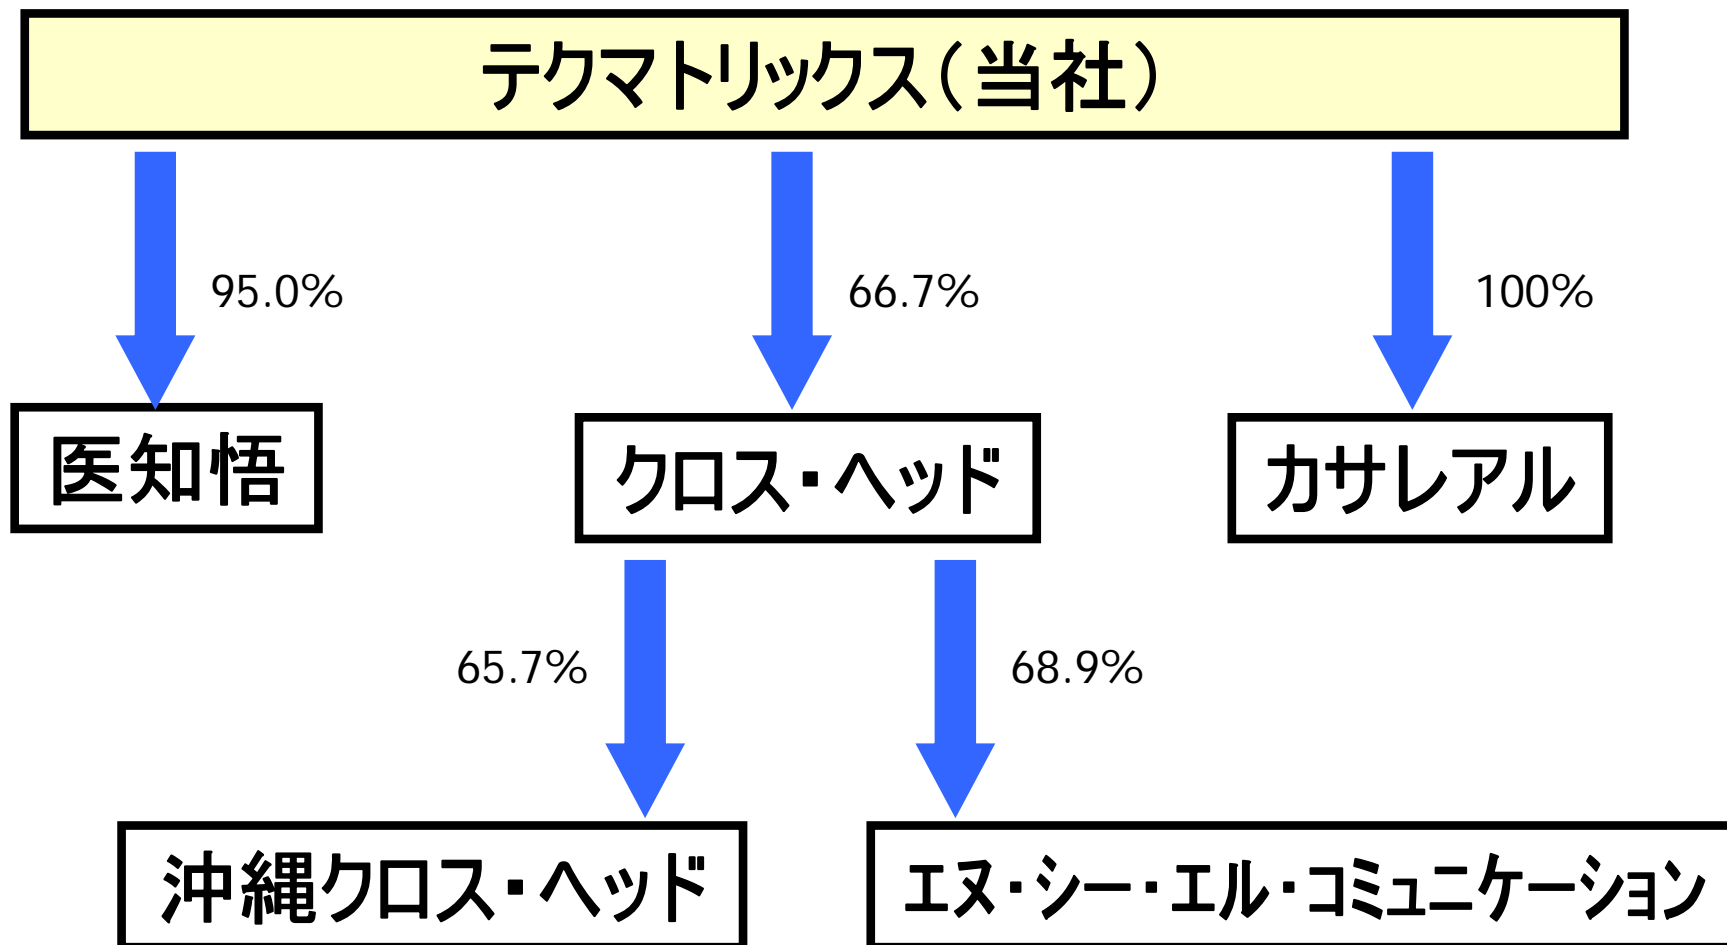 テクマトリックス（当社）
95.0%
66.7%
100%
医知悟
クロス・ヘッド
カサレアル
65.7%
68.9%
沖縄クロス・ヘッド
エヌ・シー・エル・コミュニケーション